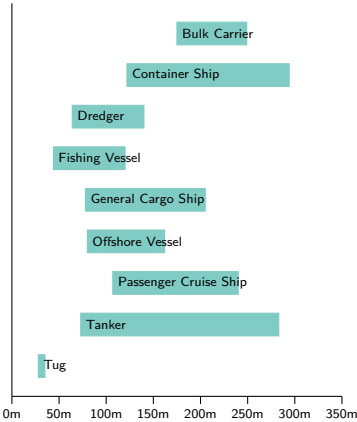 Bulk Carrier
Container Ship
Dredger
Fishing Vessel
General Cargo Ship
Offshore Vessel
Passenger Cruise Ship
Tanker
Tug
0m 50m 100m 150m 200m 250m 300m 350m